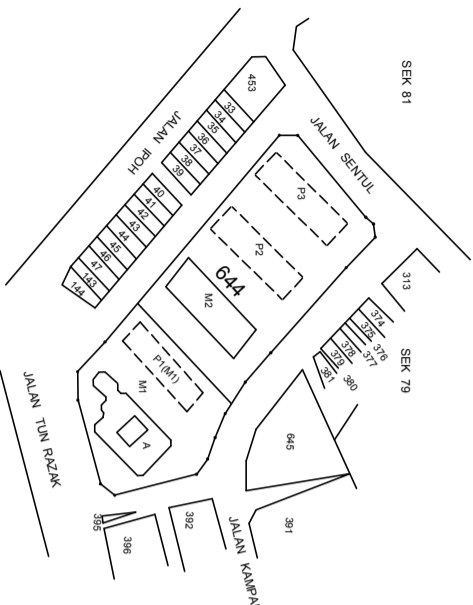 SEK 81
JALAN SENTUL
453
33
34
35
36
37
38
39
JALAN IPOH
40
41
42
43
44
45
46
47
143
144
P3
P2
644
M2
P1(M1)
M1
A
313
374
375
376
377
378
379
380
381
SEK 79
645
391
392
395
396
JALAN TUN RAZAK
JALAN KAMPA